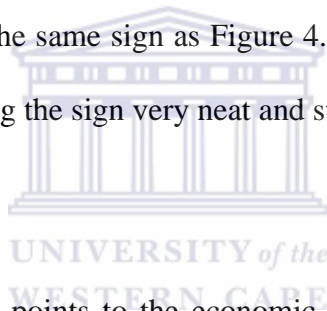 he same sign as Figure 4.
g the sign very neat and s
UNIVERSITY of the
points to the economic
WESTERN CAPE